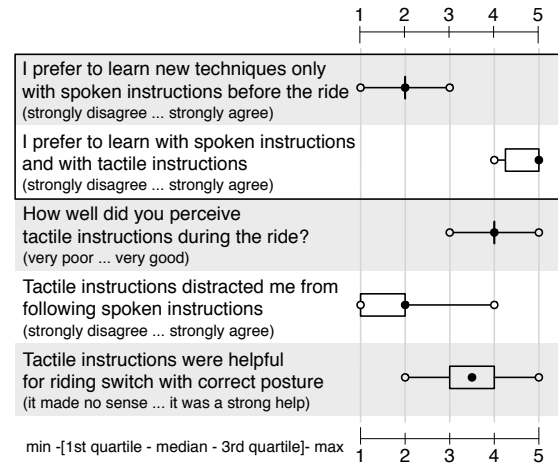 1 2 3 4 5
I prefer to learn new techniques only
with spoken instructions before the ride
(strongly disagree ... strongly agree)
I prefer to learn with spoken instructions
and with tactile instructions
(strongly disagree ... strongly agree)
How well did you perceive
tactile instructions during the ride?
(very poor ... very good)
Tactile instructions distracted me from
following spoken instructions
(strongly disagree ... strongly agree)
Tactile instructions were helpful
for riding switch with correct posture
(it made no sense ... it was a strong help)
min -[1st quartile - median - 3rd quartile]- max
1 2 3 4 5